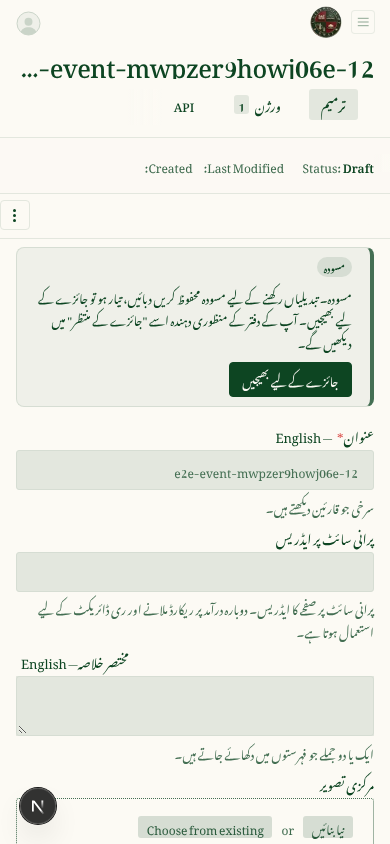 e2e-event-mwpzer9howj06e-12...
ترمیم
ورژن 1
API
Status: Draft
Last Modified:
Created:
مسودہ
مسودہ۔ تبدیلیاں رکھنے کے لیے مسودہ محفوظ کریں دبائیں، تیار ہو تو جائزے کے
لیے بھیجیں۔ آپ کے دفتر کے منظوری دہندہ اسے "جائزے کے منتظر" میں
دیکھیں گے۔
جائزے کے لیے بھیجیں
عنوان* — English
e2e-event-mwpzer9howj06e-12
سرخی جو قارئین دیکھتے ہیں۔
پرانی سائٹ پر ایڈریس
پرانی سائٹ پر صفحے کا ایڈریس۔ دوبارہ درآمد پر ریکارڈ ملانے اور ری ڈائریکٹ کے لیے
استعمال ہوتا ہے۔
مختصر خلاصہ — English
ایک یا دو جملے جو فہرستوں میں دکھائے جاتے ہیں۔
مرکزی تصویر
نیا بنائیں or Choose from existing
N